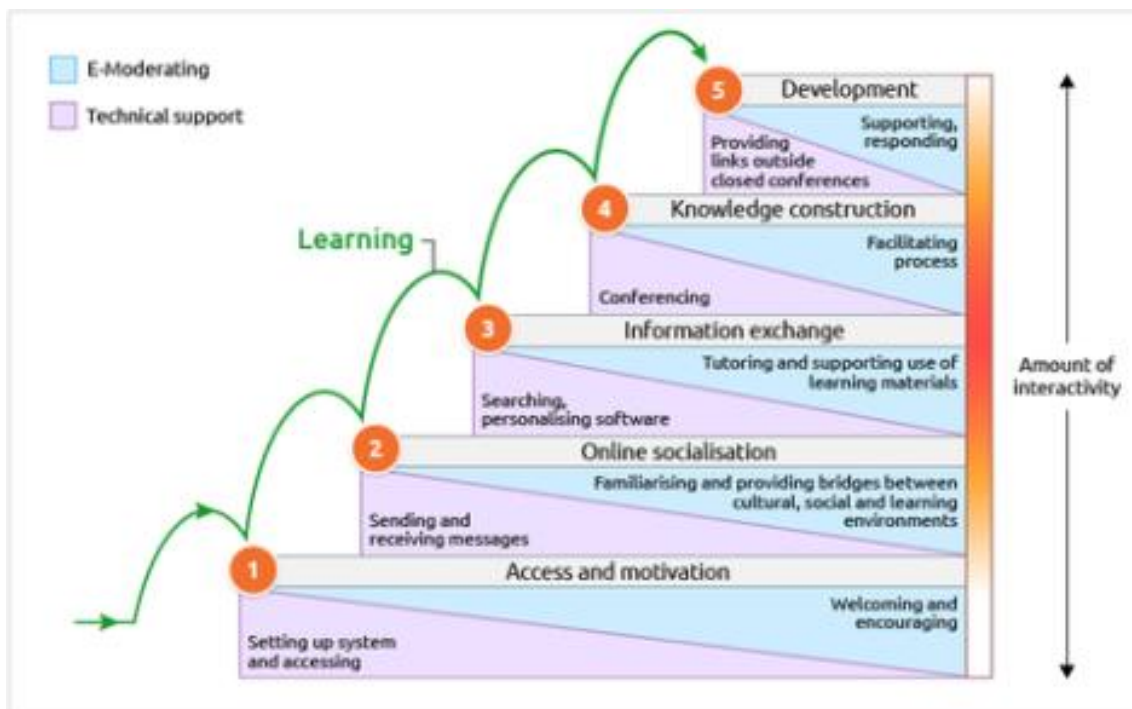 E-Moderating
Technical support
Learning
5
Development
Supporting,
responding
Providing
links outside
closed conferences
4
Knowledge construction
Facilitating
process
Conferencing
3
Information exchange
Tutoring and supporting use of
learning materials
Searching,
personalising software
2
Online socialisation
Familiarising and providing bridges between
cultural, social and learning
environments
Sending and
receiving messages
1
Access and motivation
Welcoming and
encouraging
Setting up system
and accessing
Amount of
interactivity